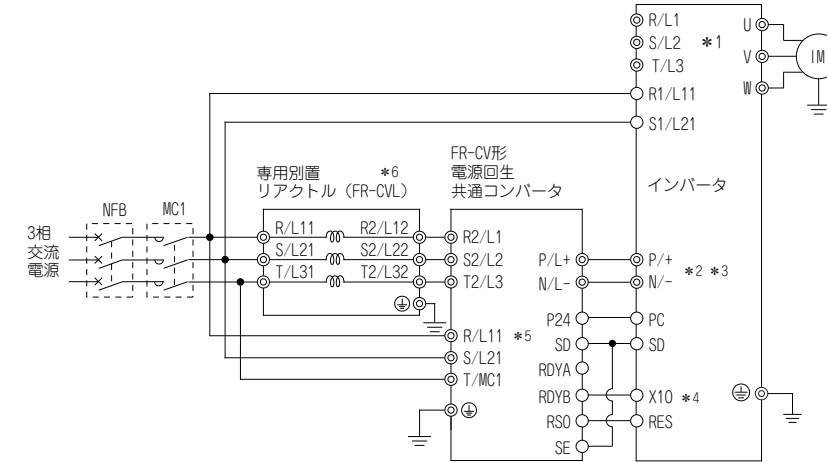 3相
交流
電源
NFB
MC1
専用別置 *6
リアクトル（FR-CVL）
R/L11 R2/L12
S/L21 S2/L22
T/L31 T2/L32
FR-CV形
電源回生
共通コンバータ
R2/L1
S2/L2
T2/L3
R/L11 *5
S/L21
T/MC1
P/L+
N/L-
P24
SD
RDYA
RDYB
RSO
SE
R/L1
S/L2 *1
T/L3
R1/L11
S1/L21
インバータ
P/+
N/- *2 *3
PC
SD
X10 *4
RES
U
V
W
IM